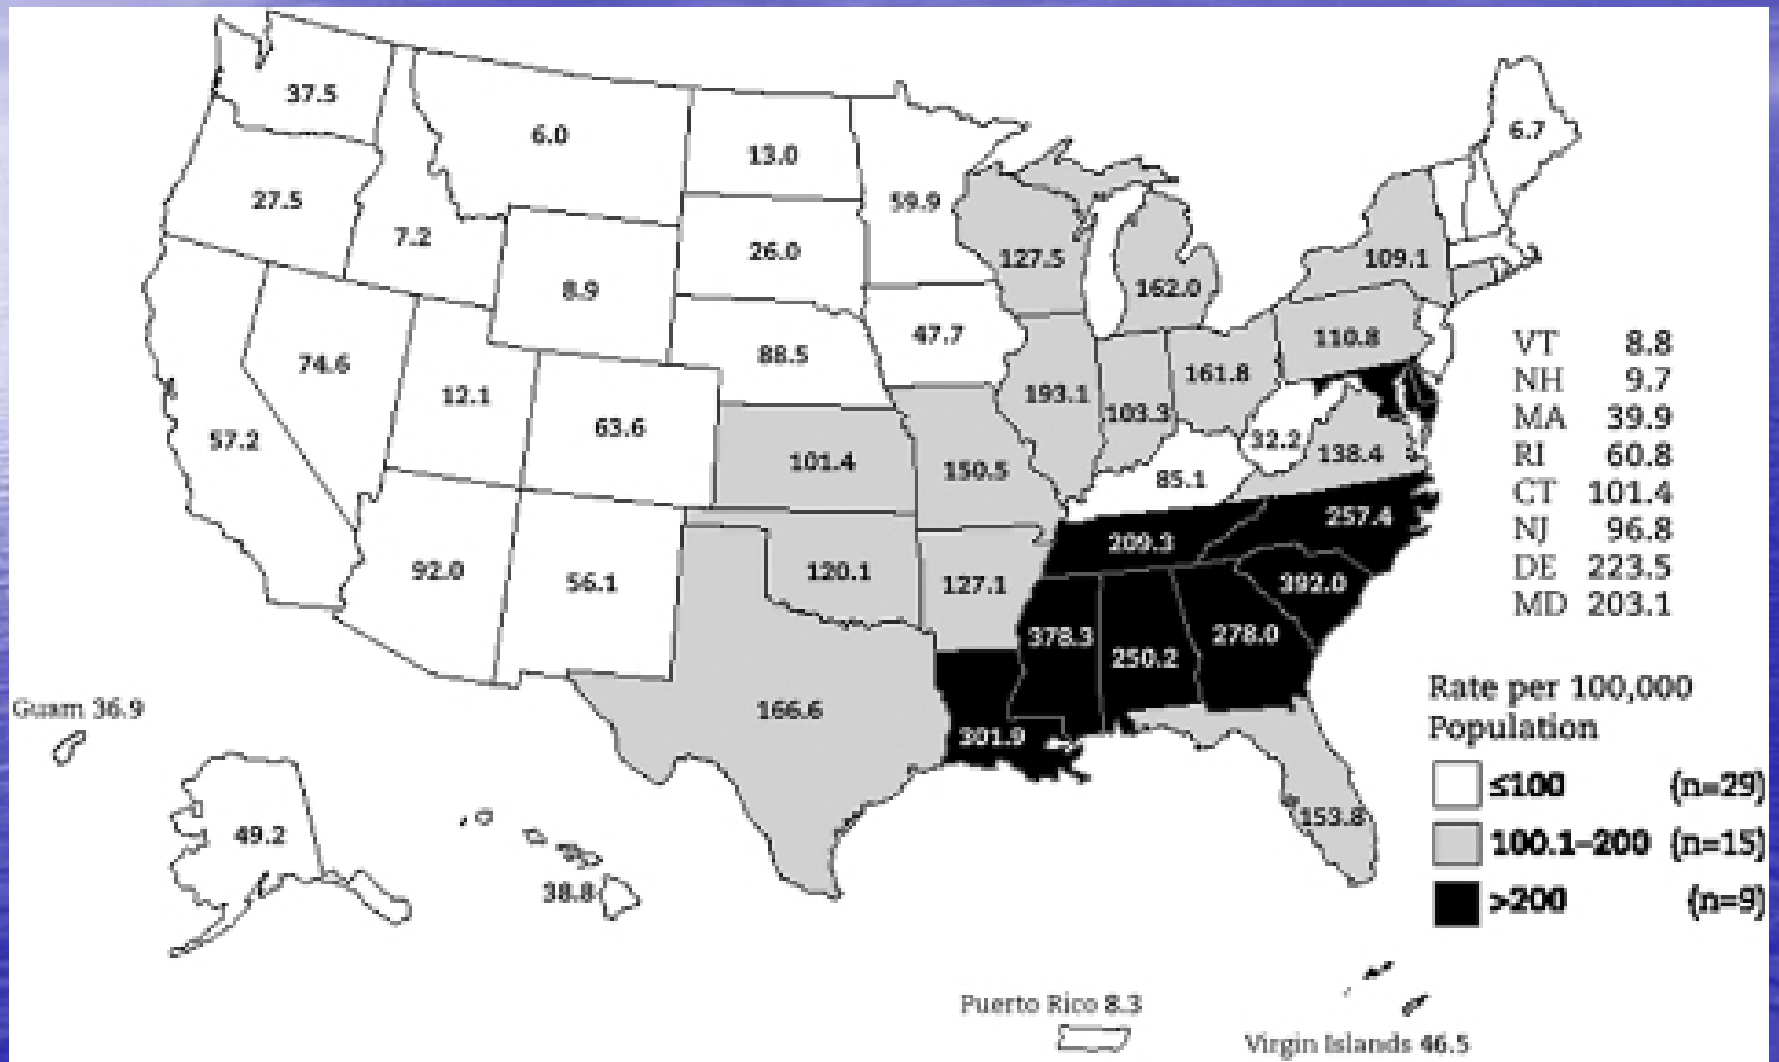 37.5
6.0
6.7
13.0
27.5
59.9
7.2
26.0
127.5
109.1
8.9
162.0
47.7
110.8
88.5
74.6
161.8
12.1
193.1
103.3
63.6
57.2
32.2
138.4
101.4
150.5
85.1
257.4
209.3
92.0
56.1
120.1
127.1
392.0
378.3
278.0
250.2
166.6
301.9
153.8
VT 8.8
NH 9.7
MA 39.9
RI 60.8
CT 101.4
NJ 96.8
DE 223.5
MD 203.1
Rate per 100,000
Population
≤100 (n=29)
100.1–200 (n=15)
>200 (n=9)
Guam 36.9
49.2
38.8
Puerto Rico 8.3
Virgin Islands 46.5